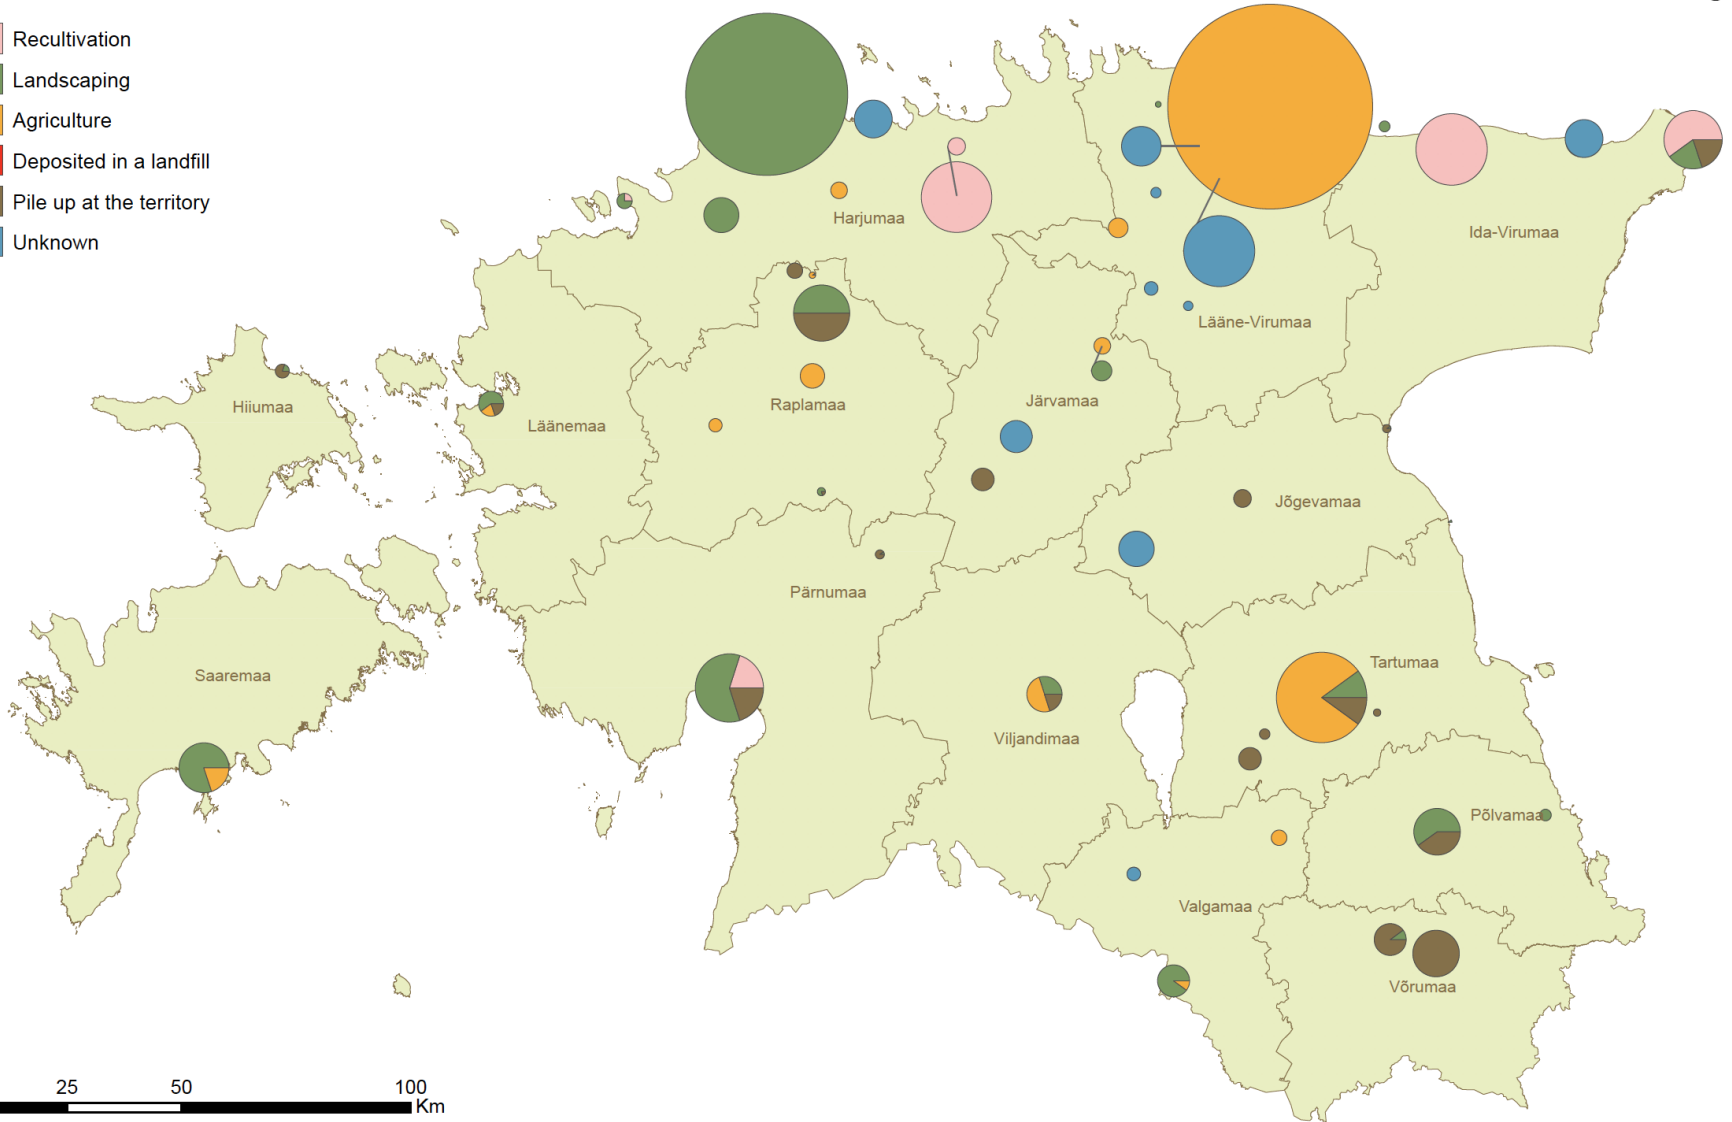 Recultivation
Landscaping
Agriculture
Deposited in a landfill
Pile up at the territory
Unknown
Harjumaa
Ida-Virumaa
Lääne-Virumaa
Hiiumaa
Läänemaa
Raplamaa
Järvamaa
Jõgevamaa
Pärnumaa
Saaremaa
Tartumaa
Viljandimaa
Põlvamaa
Valgamaa
Võrumaa
25 50 100
Km